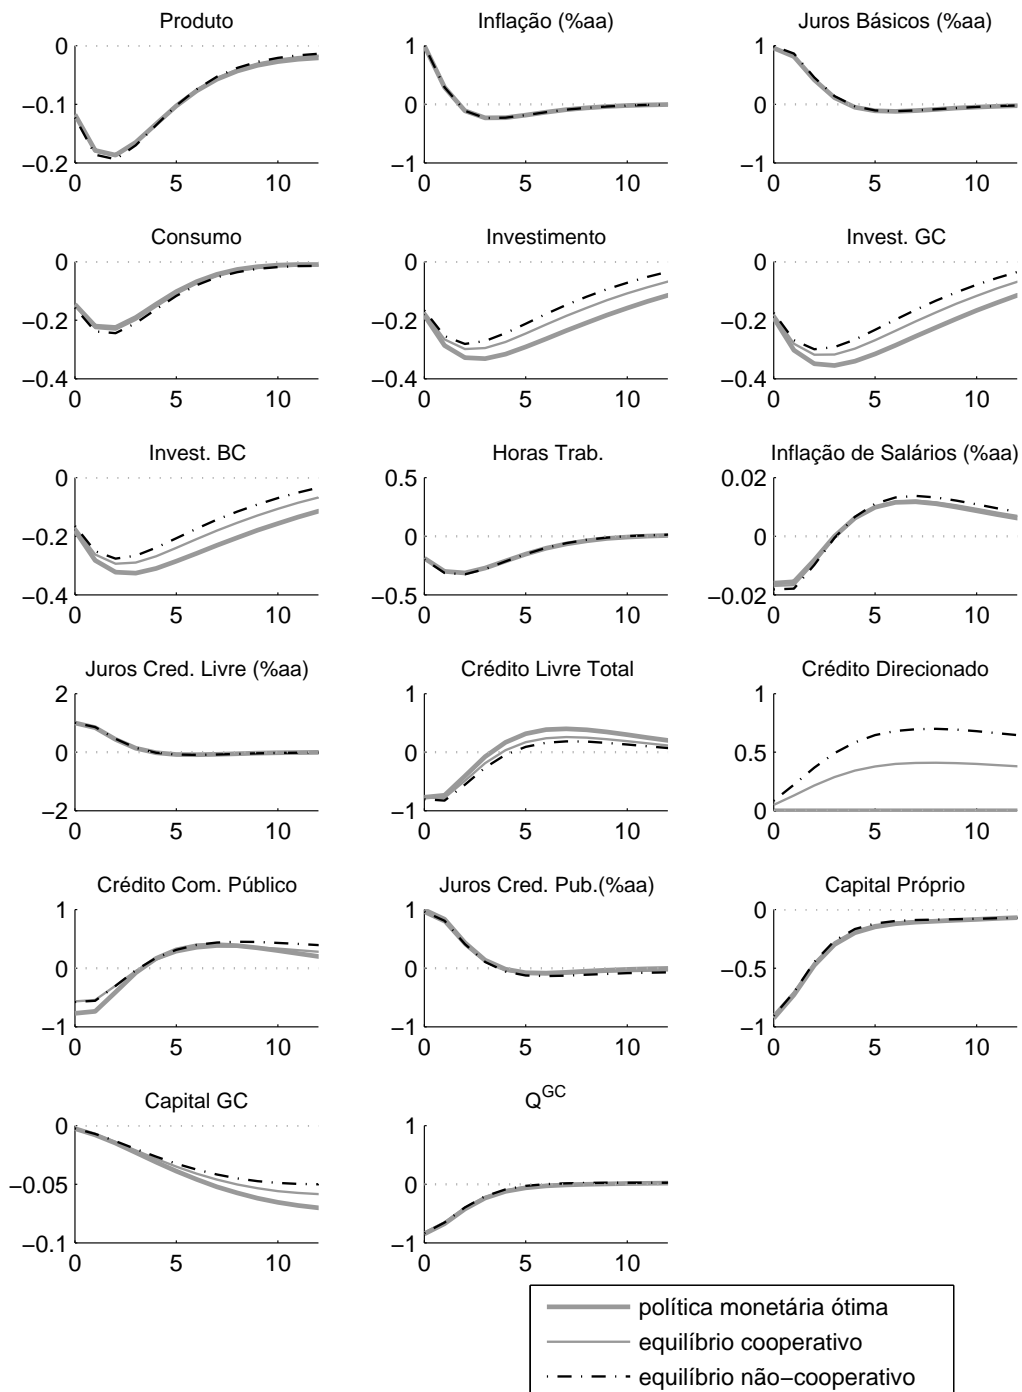 Produto
0
−0.1
−0.2
0 5 10
Inflação (%aa)
1
0
−1
0 5 10
Juros Básicos (%aa)
1
0
−1
0 5 10
Consumo
0
−0.2
−0.4
0 5 10
Investimento
0
−0.2
−0.4
0 5 10
Invest. GC
0
−0.2
−0.4
0 5 10
Invest. BC
0
−0.2
−0.4
0 5 10
Horas Trab.
0.5
0
−0.5
0 5 10
Inflação de Salários (%aa)
0.02
0
−0.02
0 5 10
Juros Cred. Livre (%aa)
2
0
−2
0 5 10
Crédito Livre Total
1
0
−1
0 5 10
Crédito Direcionado
1
0.5
0
0 5 10
Crédito Com. Público
1
0
−1
0 5 10
Juros Cred. Pub.(%aa)
1
0
−1
0 5 10
Capital Próprio
0
−0.5
−1
0 5 10
Capital GC
0
−0.05
−0.1
0 5 10
Q^GC
1
0
−1
0 5 10
política monetária ótima
equilíbrio cooperativo
equilíbrio não−cooperativo